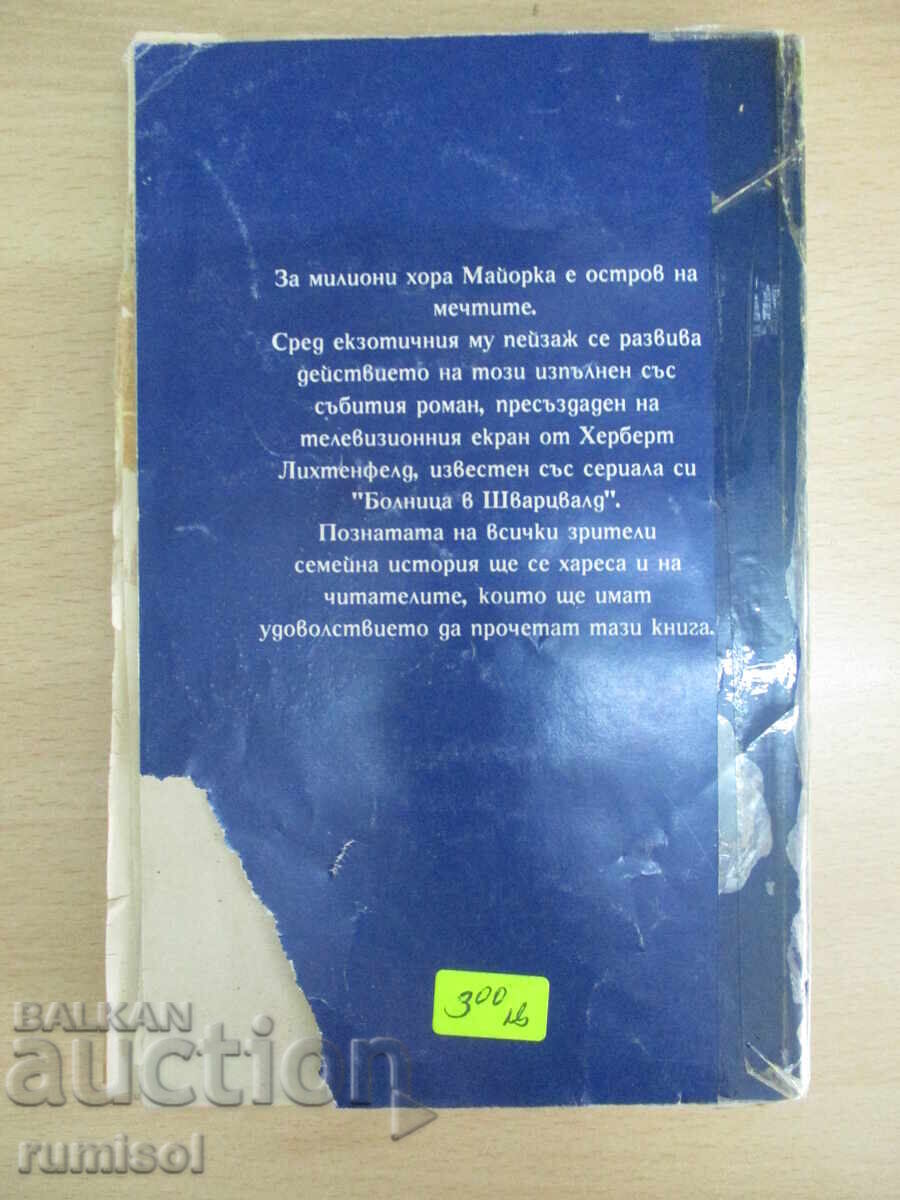 За милиони хора Майорка е остров на
мечтите.
Сред екзотичния му пейзаж се развива
действието на този изпълнен със
събития роман, пресъздаден на
телевизионния екран от Херберт
Лихтенфелд, известен със сериала си
"Болница в Шварцвалд".
Познатата на всички зрители
семейна история ще се хареса и на
читателите, които ще имат
удоволствието да прочетат тази книга.
3 00 лв
BALKAN
auction
rumisol